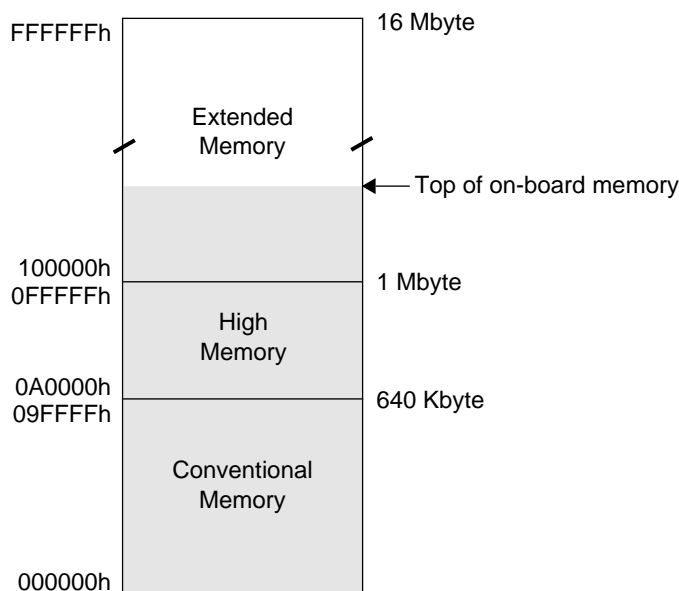 FFFFFFh
16 Mbyte
Extended
Memory
Top of on-board memory
100000h
0FFFFFh
1 Mbyte
High
Memory
0A0000h
09FFFFh
640 Kbyte
Conventional
Memory
000000h